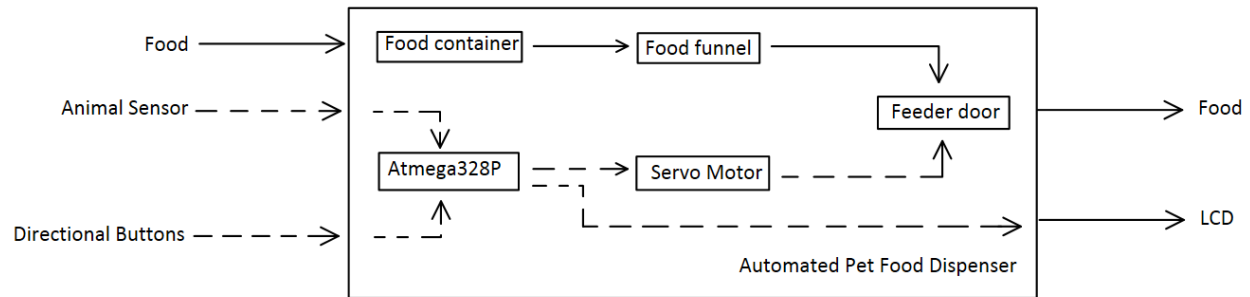 Food
Food container
Food funnel
Animal Sensor
Feeder door
Food
Atmega328P
Servo Motor
Directional Buttons
LCD
Automated Pet Food Dispenser